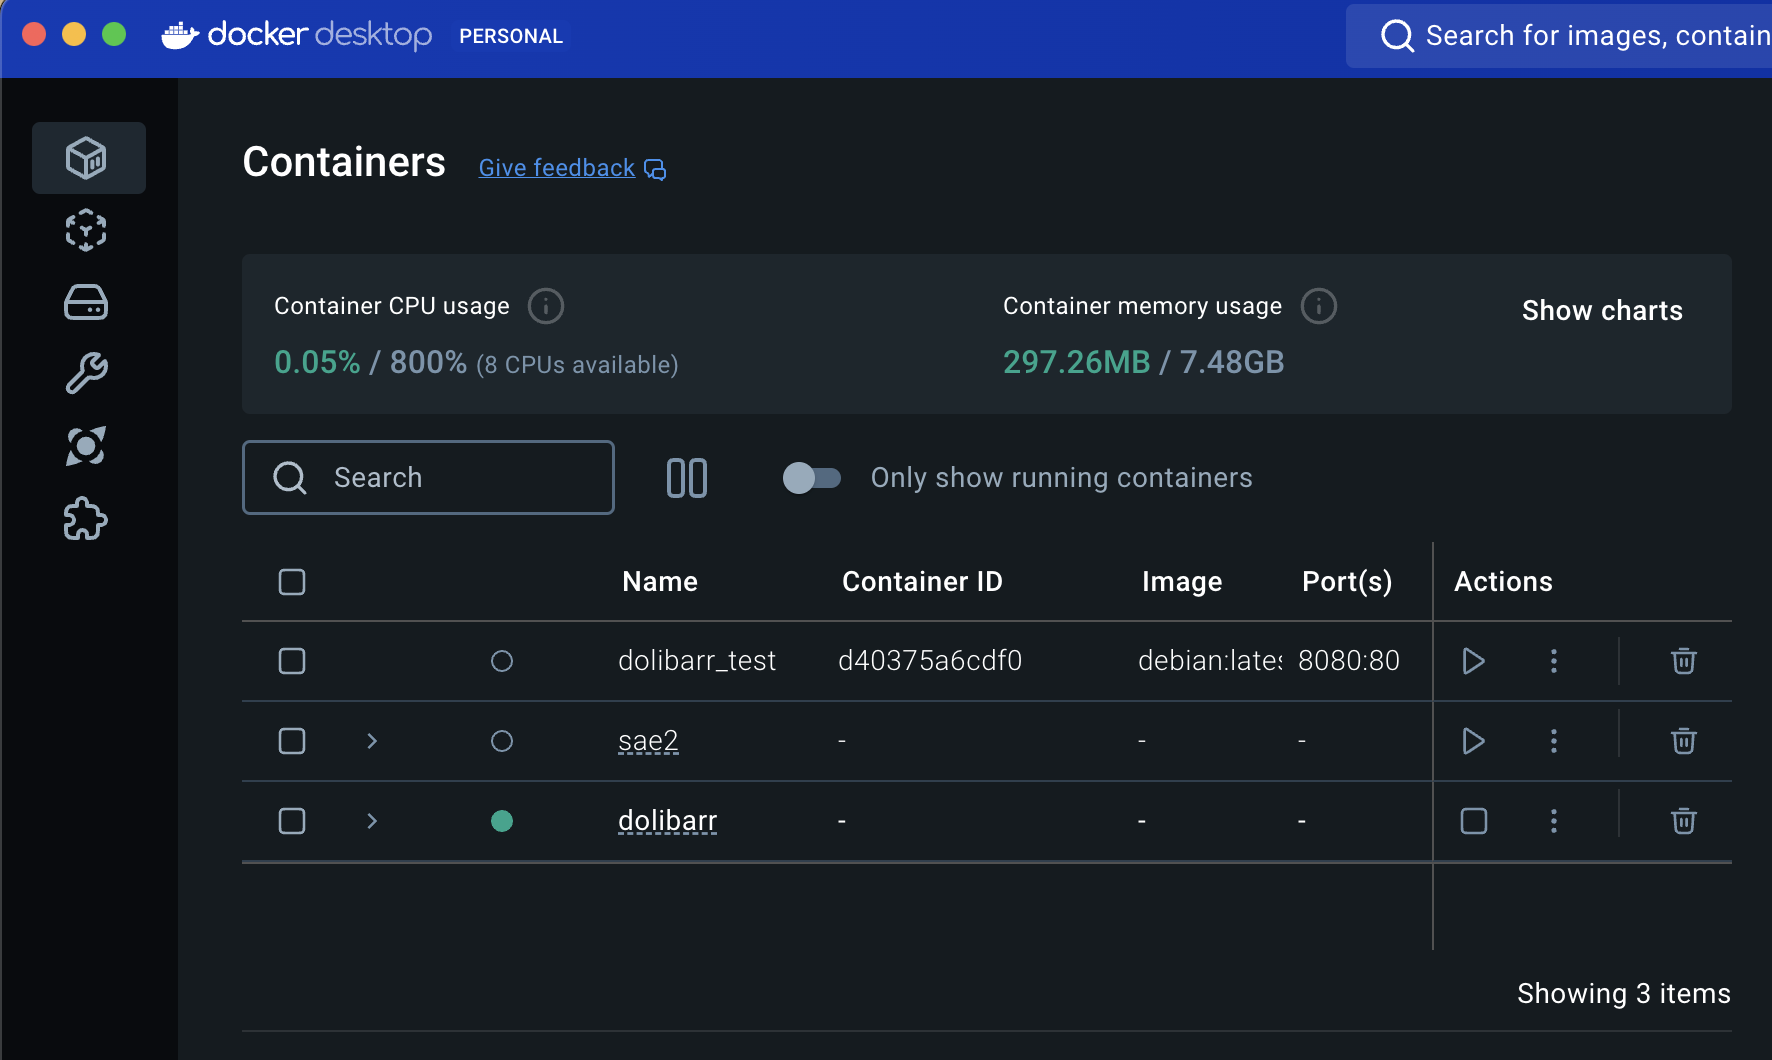 docker desktop PERSONAL
Search for images, contain
Containers Give feedback
Container CPU usage Container memory usage Show charts
0.05% / 800% (8 CPUs available) 297.26MB / 7.48GB
Search Only show running containers
Name Container ID Image Port(s) Actions
dolibarr_test d40375a6cdf0 debian:lates 8080:80
sae2 - - -
dolibarr - - -
Showing 3 items